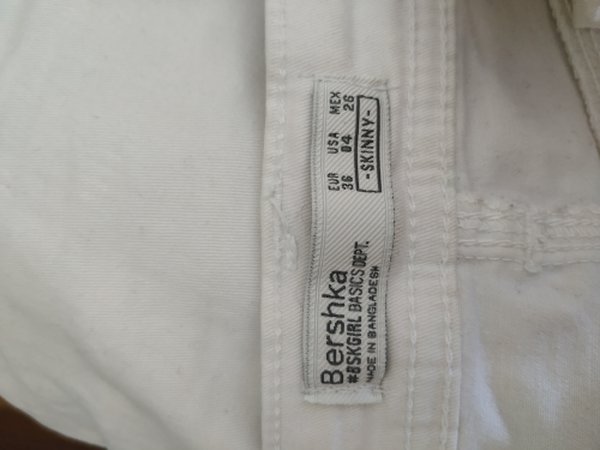 Bershka
#BSKGIRL BASICS DEPT.
MADE IN BANGLADESH
EUR USA MEX
36 04 26
-SKINNY-